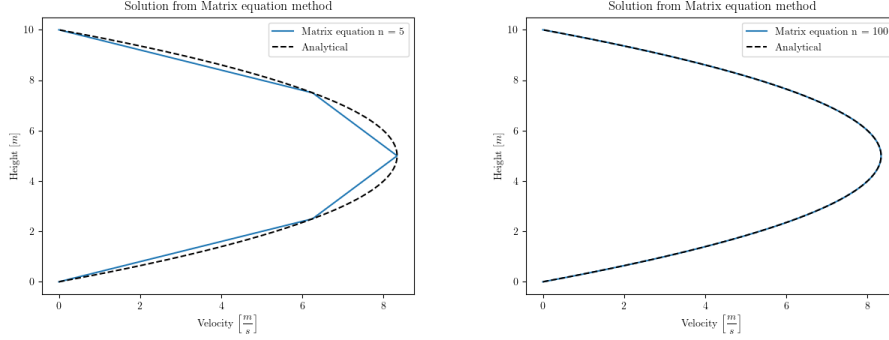 Solution from Matrix equation method
Matrix equation n = 5
Analytical
10
8
6
4
2
0
Height [m]
0 2 4 6 8
Velocity [m/s]
Solution from Matrix equation method
Matrix equation n = 100
Analytical
10
8
6
4
2
0
Height [m]
0 2 4 6 8
Velocity [m/s]